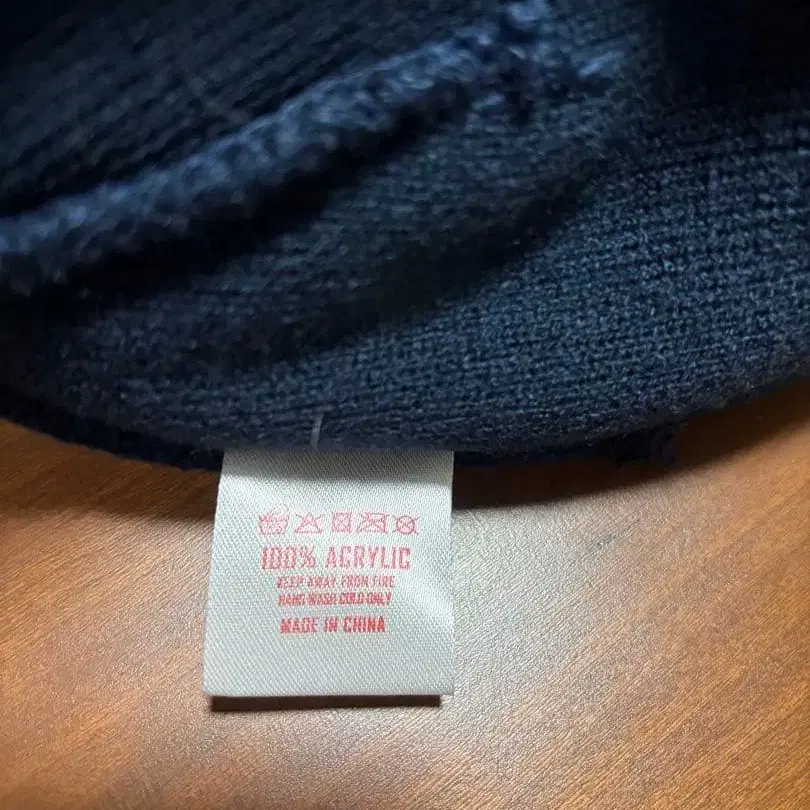 100% ACRYLIC
KEEP AWAY FROM FIRE
HAND WASH COLD ONLY
MADE IN CHINA